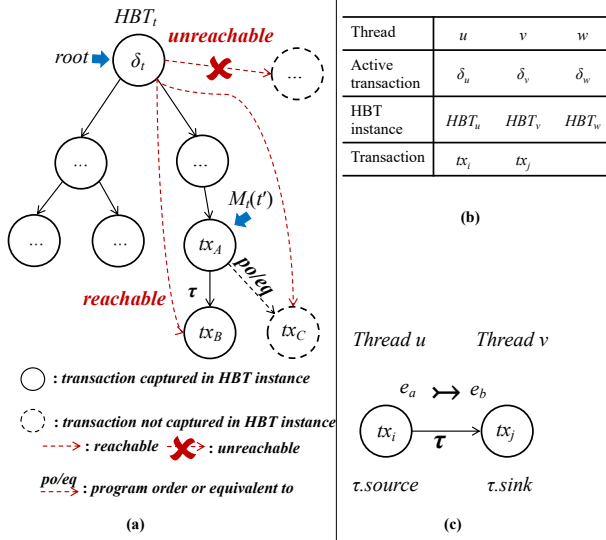 HBT_t
root
unreachable
δ_t
...
...
...
M_t(t')
...
...
tx_A
reachable
τ
po/eq
tx_B
tx_C
: transaction captured in HBT instance
: transaction not captured in HBT instance
: reachable : unreachable
po/eq
: program order or equivalent to
(a)
Thread u v w
Active transaction δ_u δ_v δ_w
HBT instance HBT_u HBT_v HBT_w
Transaction tx_i tx_j
(b)
Thread u Thread v
e_a ↣ e_b
tx_i tx_j
τ
τ.source τ.sink
(c)